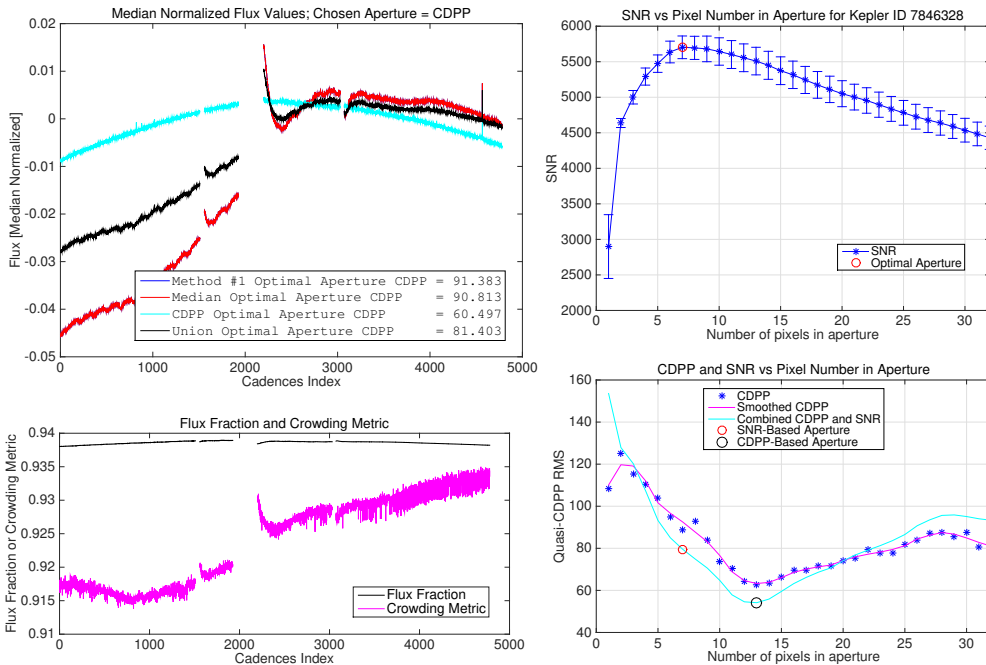 Median Normalized Flux Values; Chosen Aperture = CDPP
Flux [Median Normalized]
0.02
0.01
0
-0.01
-0.02
-0.03
-0.04
-0.05
Method #1 Optimal Aperture CDPP = 91.383
Median Optimal Aperture CDPP = 90.813
CDPP Optimal Aperture CDPP = 60.497
Union Optimal Aperture CDPP = 81.403
0 1000 2000 3000 4000 5000
Cadences Index
SNR vs Pixel Number in Aperture for Kepler ID 7846328
SNR
6000
5500
5000
4500
4000
3500
3000
2500
2000
SNR
Optimal Aperture
0 5 10 15 20 25 30
Number of pixels in aperture
Flux Fraction and Crowding Metric
Flux Fraction or Crowding Metric
0.94
0.935
0.93
0.925
0.92
0.915
0.91
Flux Fraction
Crowding Metric
0 1000 2000 3000 4000 5000
Cadences Index
CDPP and SNR vs Pixel Number in Aperture
Quasi-CDPP RMS
160
140
120
100
80
60
40
CDPP
Smoothed CDPP
Combined CDPP and SNR
SNR-Based Aperture
CDPP-Based Aperture
0 5 10 15 20 25 30
Number of pixels in aperture